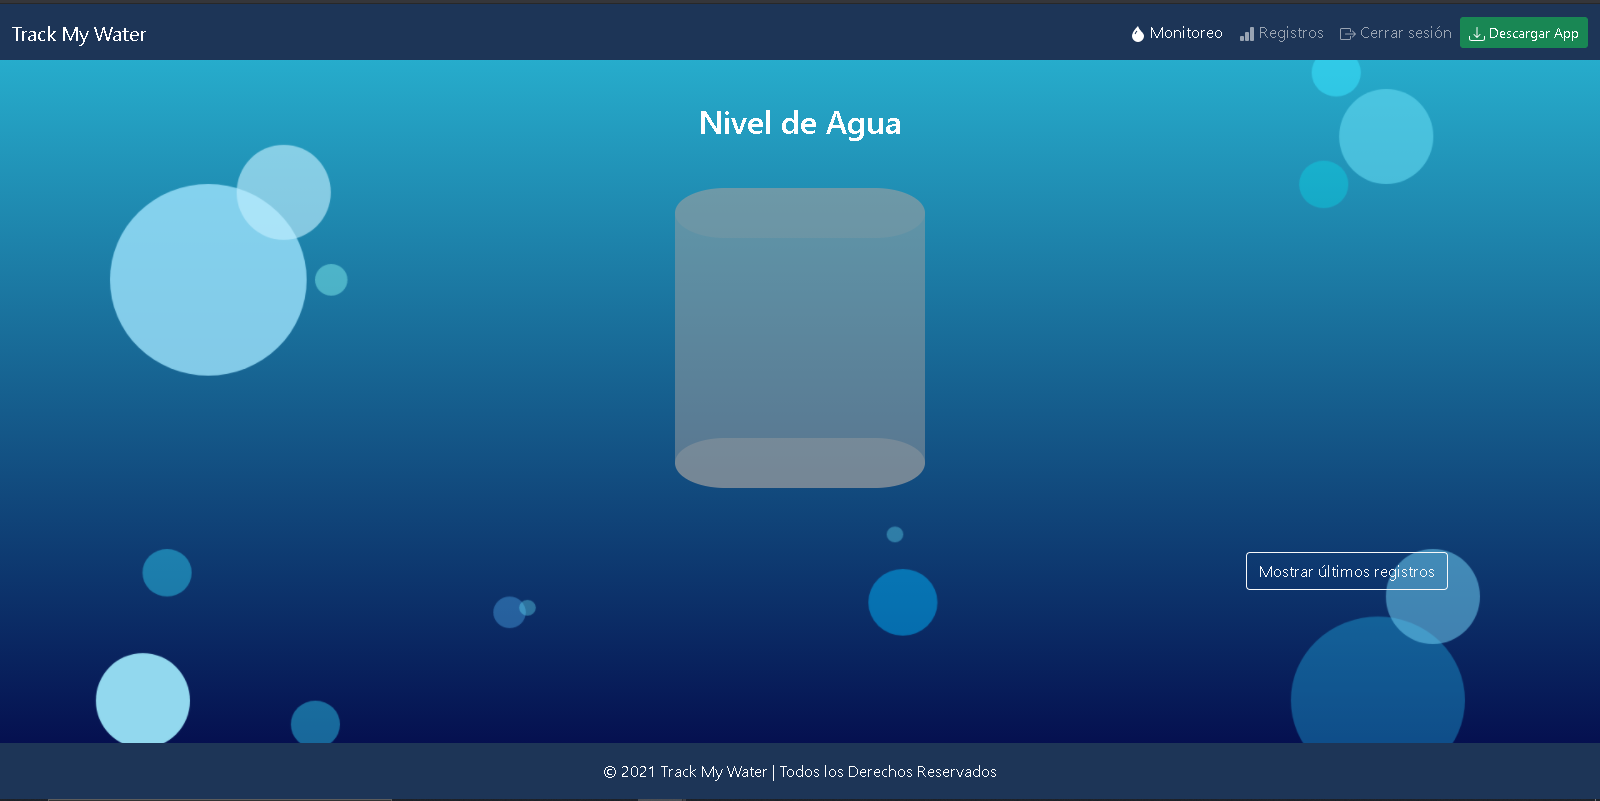 Track My Water
Monitoreo
Registros
Cerrar sesión
Descargar App
Nivel de Agua
Mostrar últimos registros
© 2021 Track My Water | Todos los Derechos Reservados